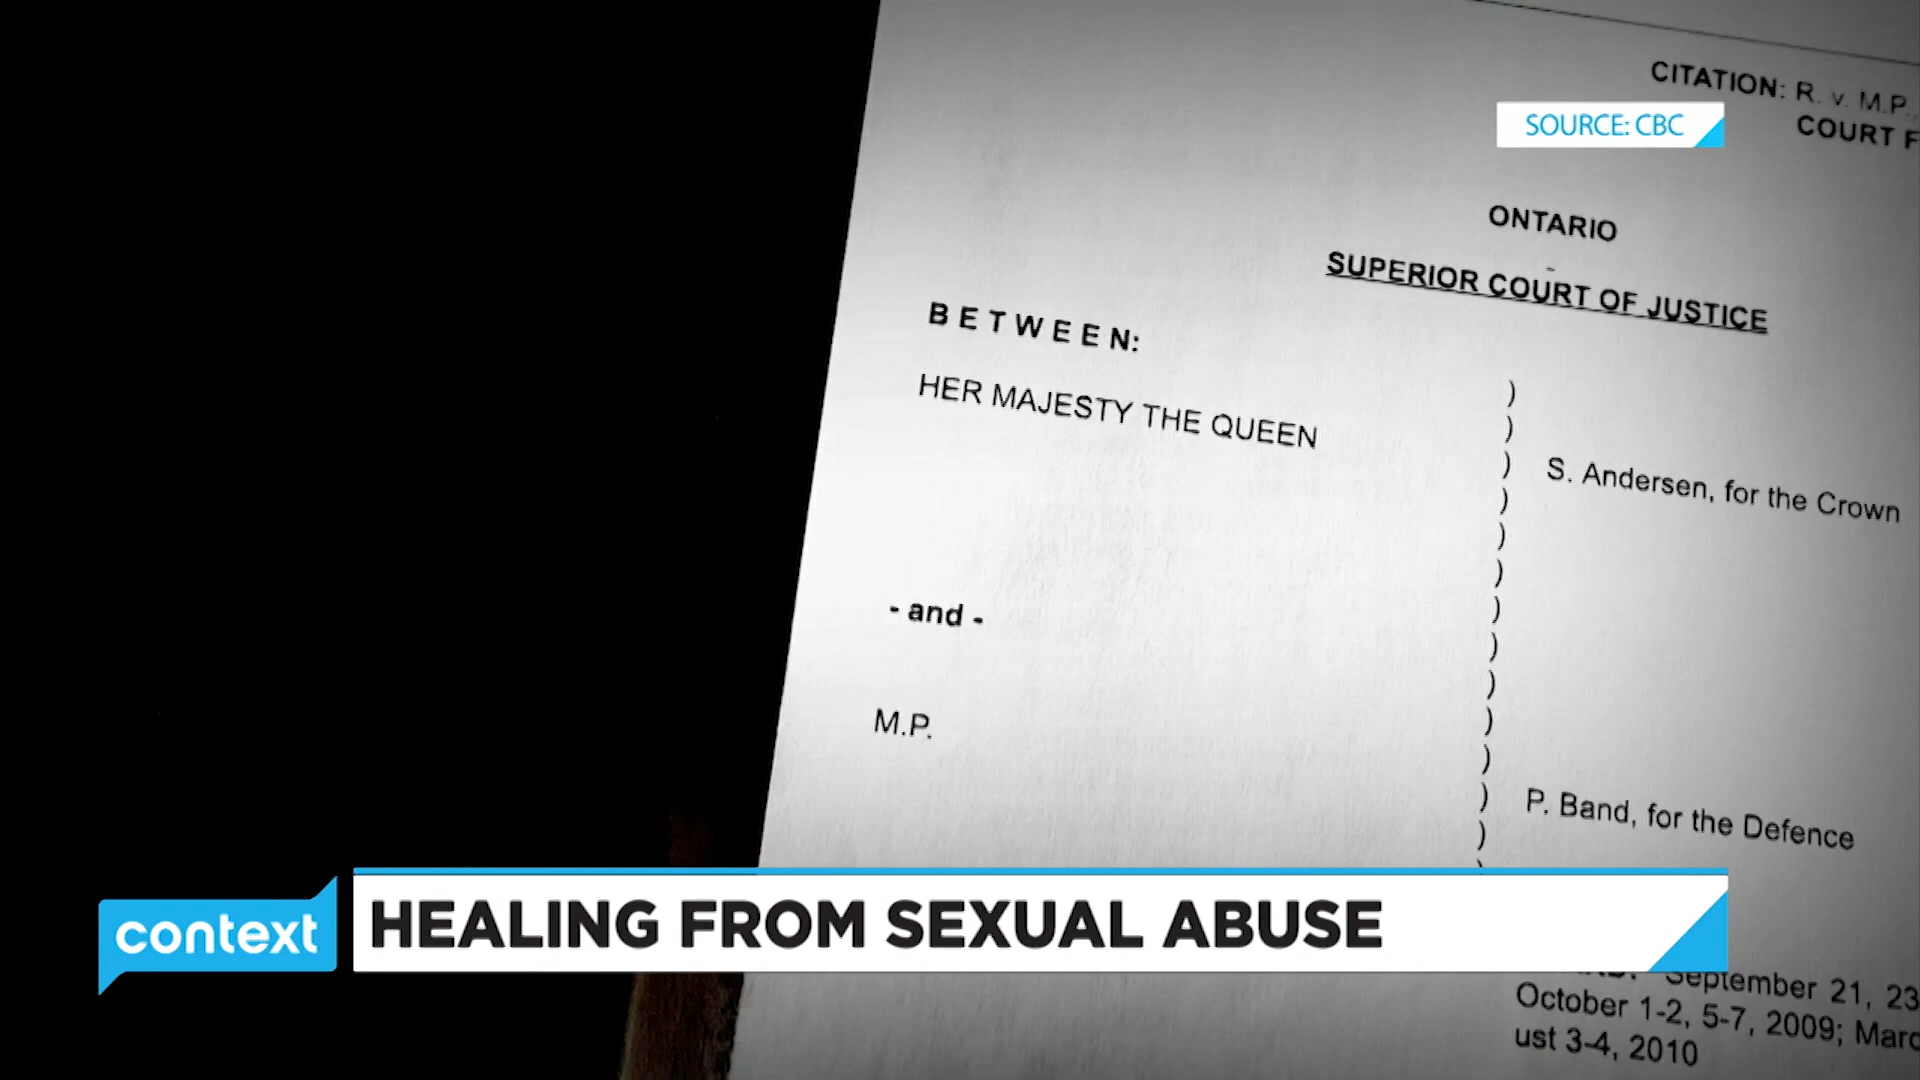 CITATION: R. v. M.P.,
COURT F
SOURCE: CBC
ONTARIO
SUPERIOR COURT OF JUSTICE
B E T W E E N:
HER MAJESTY THE QUEEN
)
)
)
)
)
)
)
)
)
)
)
)
)
)
S. Andersen, for the Crown
- and -
M.P.
P. Band, for the Defence
context
HEALING FROM SEXUAL ABUSE
September 21, 23
October 1-2, 5-7, 2009; Marc
ust 3-4, 2010